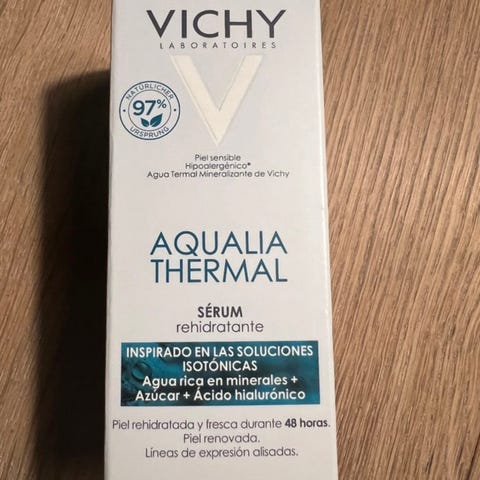 VICHY
LABORATOIRES
V
NATÜRLICHER
97%
URSPRUNG
Piel sensible
Hipoalergénico*
Agua Termal Mineralizante de Vichy
AQUALIA
THERMAL
SÉRUM
rehidratante
INSPIRADO EN LAS SOLUCIONES
ISOTÓNICAS
Agua rica en minerales +
Azúcar + Ácido hialurónico
Piel rehidratada y fresca durante 48 horas.
Piel renovada.
Líneas de expresión alisadas.